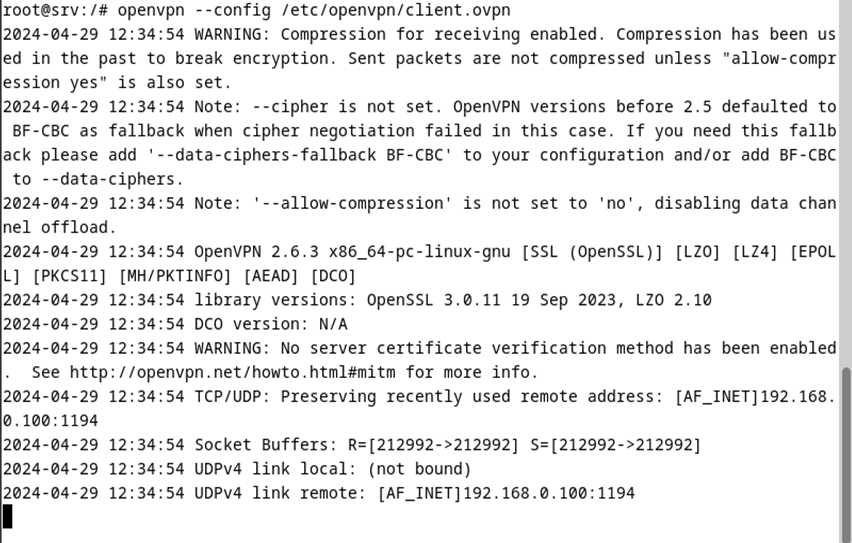 root@srv:/# openvpn --config /etc/openvpn/client.ovpn
2024-04-29 12:34:54 WARNING: Compression for receiving enabled. Compression has been us
ed in the past to break encryption. Sent packets are not compressed unless "allow-compr
ession yes" is also set.
2024-04-29 12:34:54 Note: --cipher is not set. OpenVPN versions before 2.5 defaulted to
 BF-CBC as fallback when cipher negotiation failed in this case. If you need this fallb
ack please add '--data-ciphers-fallback BF-CBC' to your configuration and/or add BF-CBC
 to --data-ciphers.
2024-04-29 12:34:54 Note: '--allow-compression' is not set to 'no', disabling data chan
nel offload.
2024-04-29 12:34:54 OpenVPN 2.6.3 x86_64-pc-linux-gnu [SSL (OpenSSL)] [LZO] [LZ4] [EPOL
L] [PKCS11] [MH/PKTINFO] [AEAD] [DCO]
2024-04-29 12:34:54 library versions: OpenSSL 3.0.11 19 Sep 2023, LZO 2.10
2024-04-29 12:34:54 DCO version: N/A
2024-04-29 12:34:54 WARNING: No server certificate verification method has been enabled
.  See http://openvpn.net/howto.html#mitm for more info.
2024-04-29 12:34:54 TCP/UDP: Preserving recently used remote address: [AF_INET]192.168.
0.100:1194
2024-04-29 12:34:54 Socket Buffers: R=[212992->212992] S=[212992->212992]
2024-04-29 12:34:54 UDPv4 link local: (not bound)
2024-04-29 12:34:54 UDPv4 link remote: [AF_INET]192.168.0.100:1194